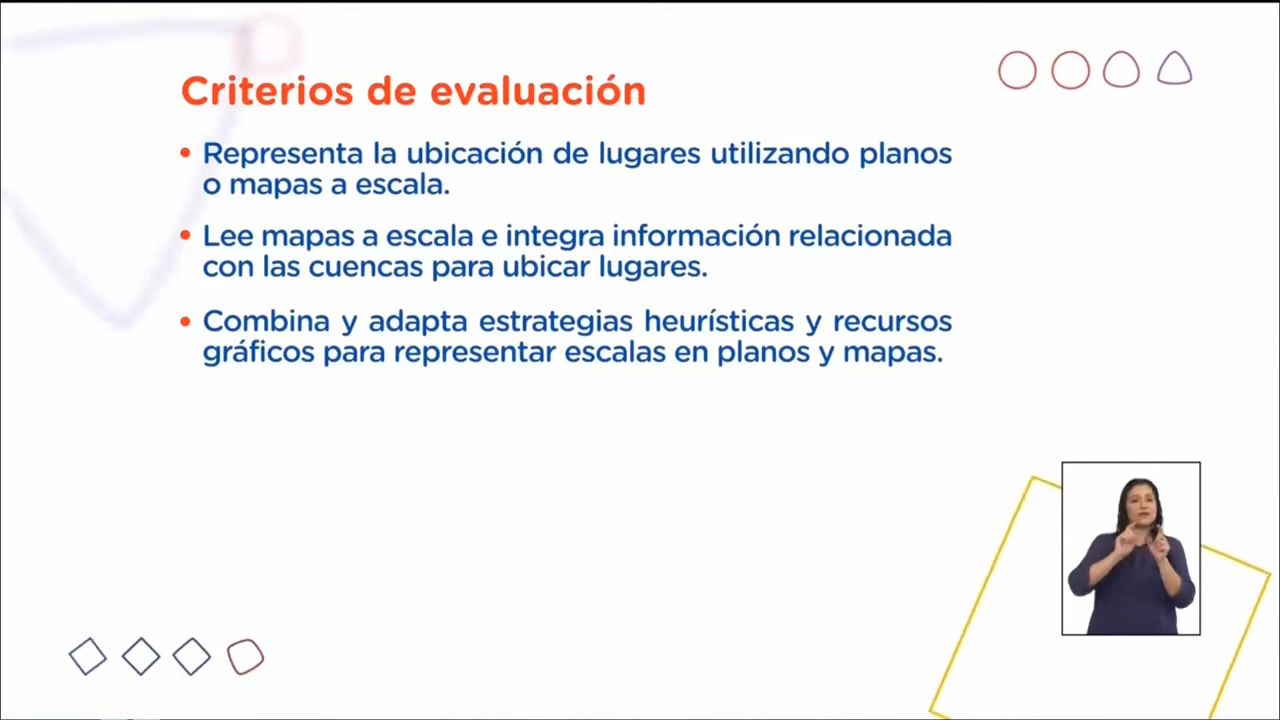 Criterios de evaluación
• Representa la ubicación de lugares utilizando planos
o mapas a escala.
• Lee mapas a escala e integra información relacionada
con las cuencas para ubicar lugares.
• Combina y adapta estrategias heurísticas y recursos
gráficos para representar escalas en planos y mapas.